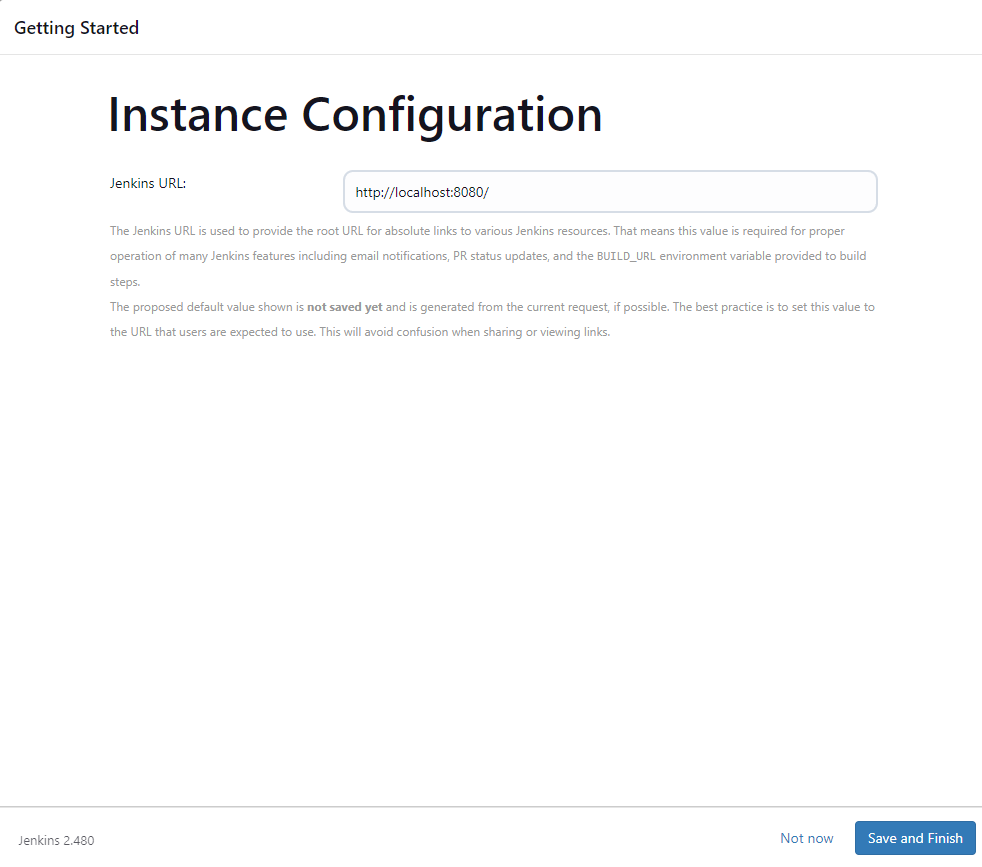 Getting Started
Instance Configuration
Jenkins URL:
http://localhost:8080/
The Jenkins URL is used to provide the root URL for absolute links to various Jenkins resources. That means this value is required for proper
operation of many Jenkins features including email notifications, PR status updates, and the BUILD_URL environment variable provided to build
steps.
The proposed default value shown is not saved yet and is generated from the current request, if possible. The best practice is to set this value to
the URL that users are expected to use. This will avoid confusion when sharing or viewing links.
Jenkins 2.480
Not now
Save and Finish